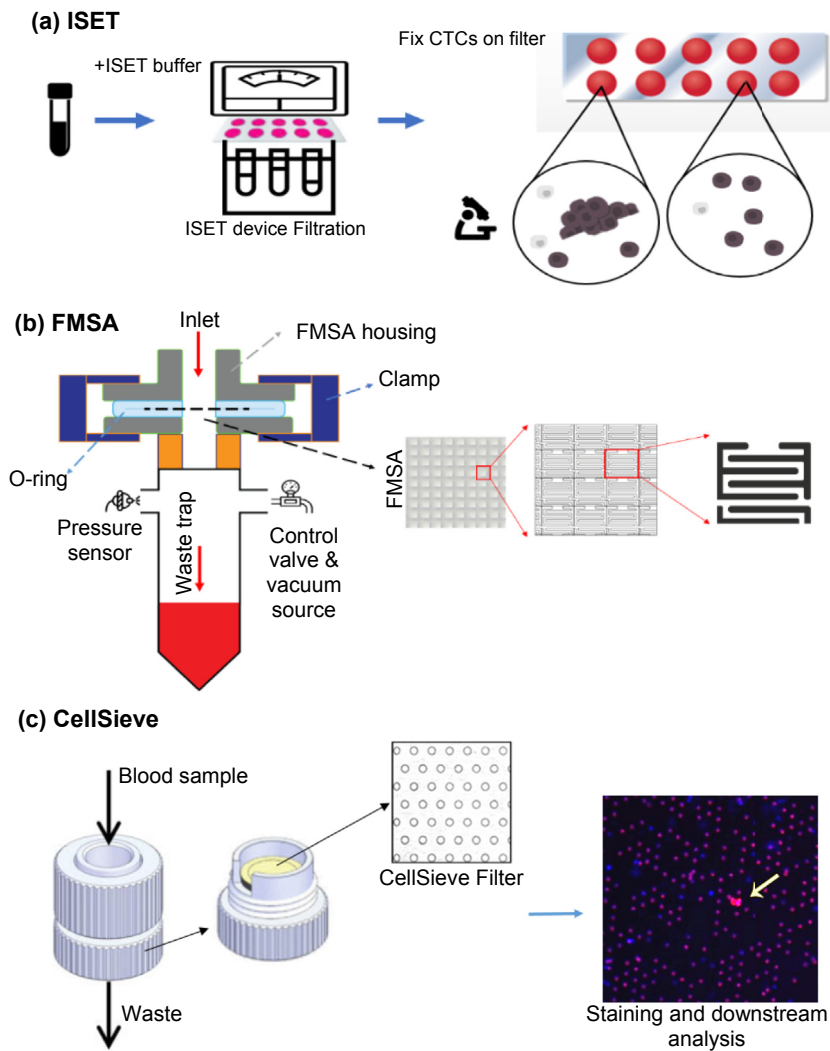 (a) ISET
+ISET buffer
Fix CTCs on filter
ISET device Filtration
(b) FMSA
Inlet
FMSA housing
Clamp
O-ring
FMSA
Pressure
sensor
Waste trap
Control
valve &
vacuum
source
(c) CellSieve
Blood sample
CellSieve Filter
Waste
Staining and downstream
analysis